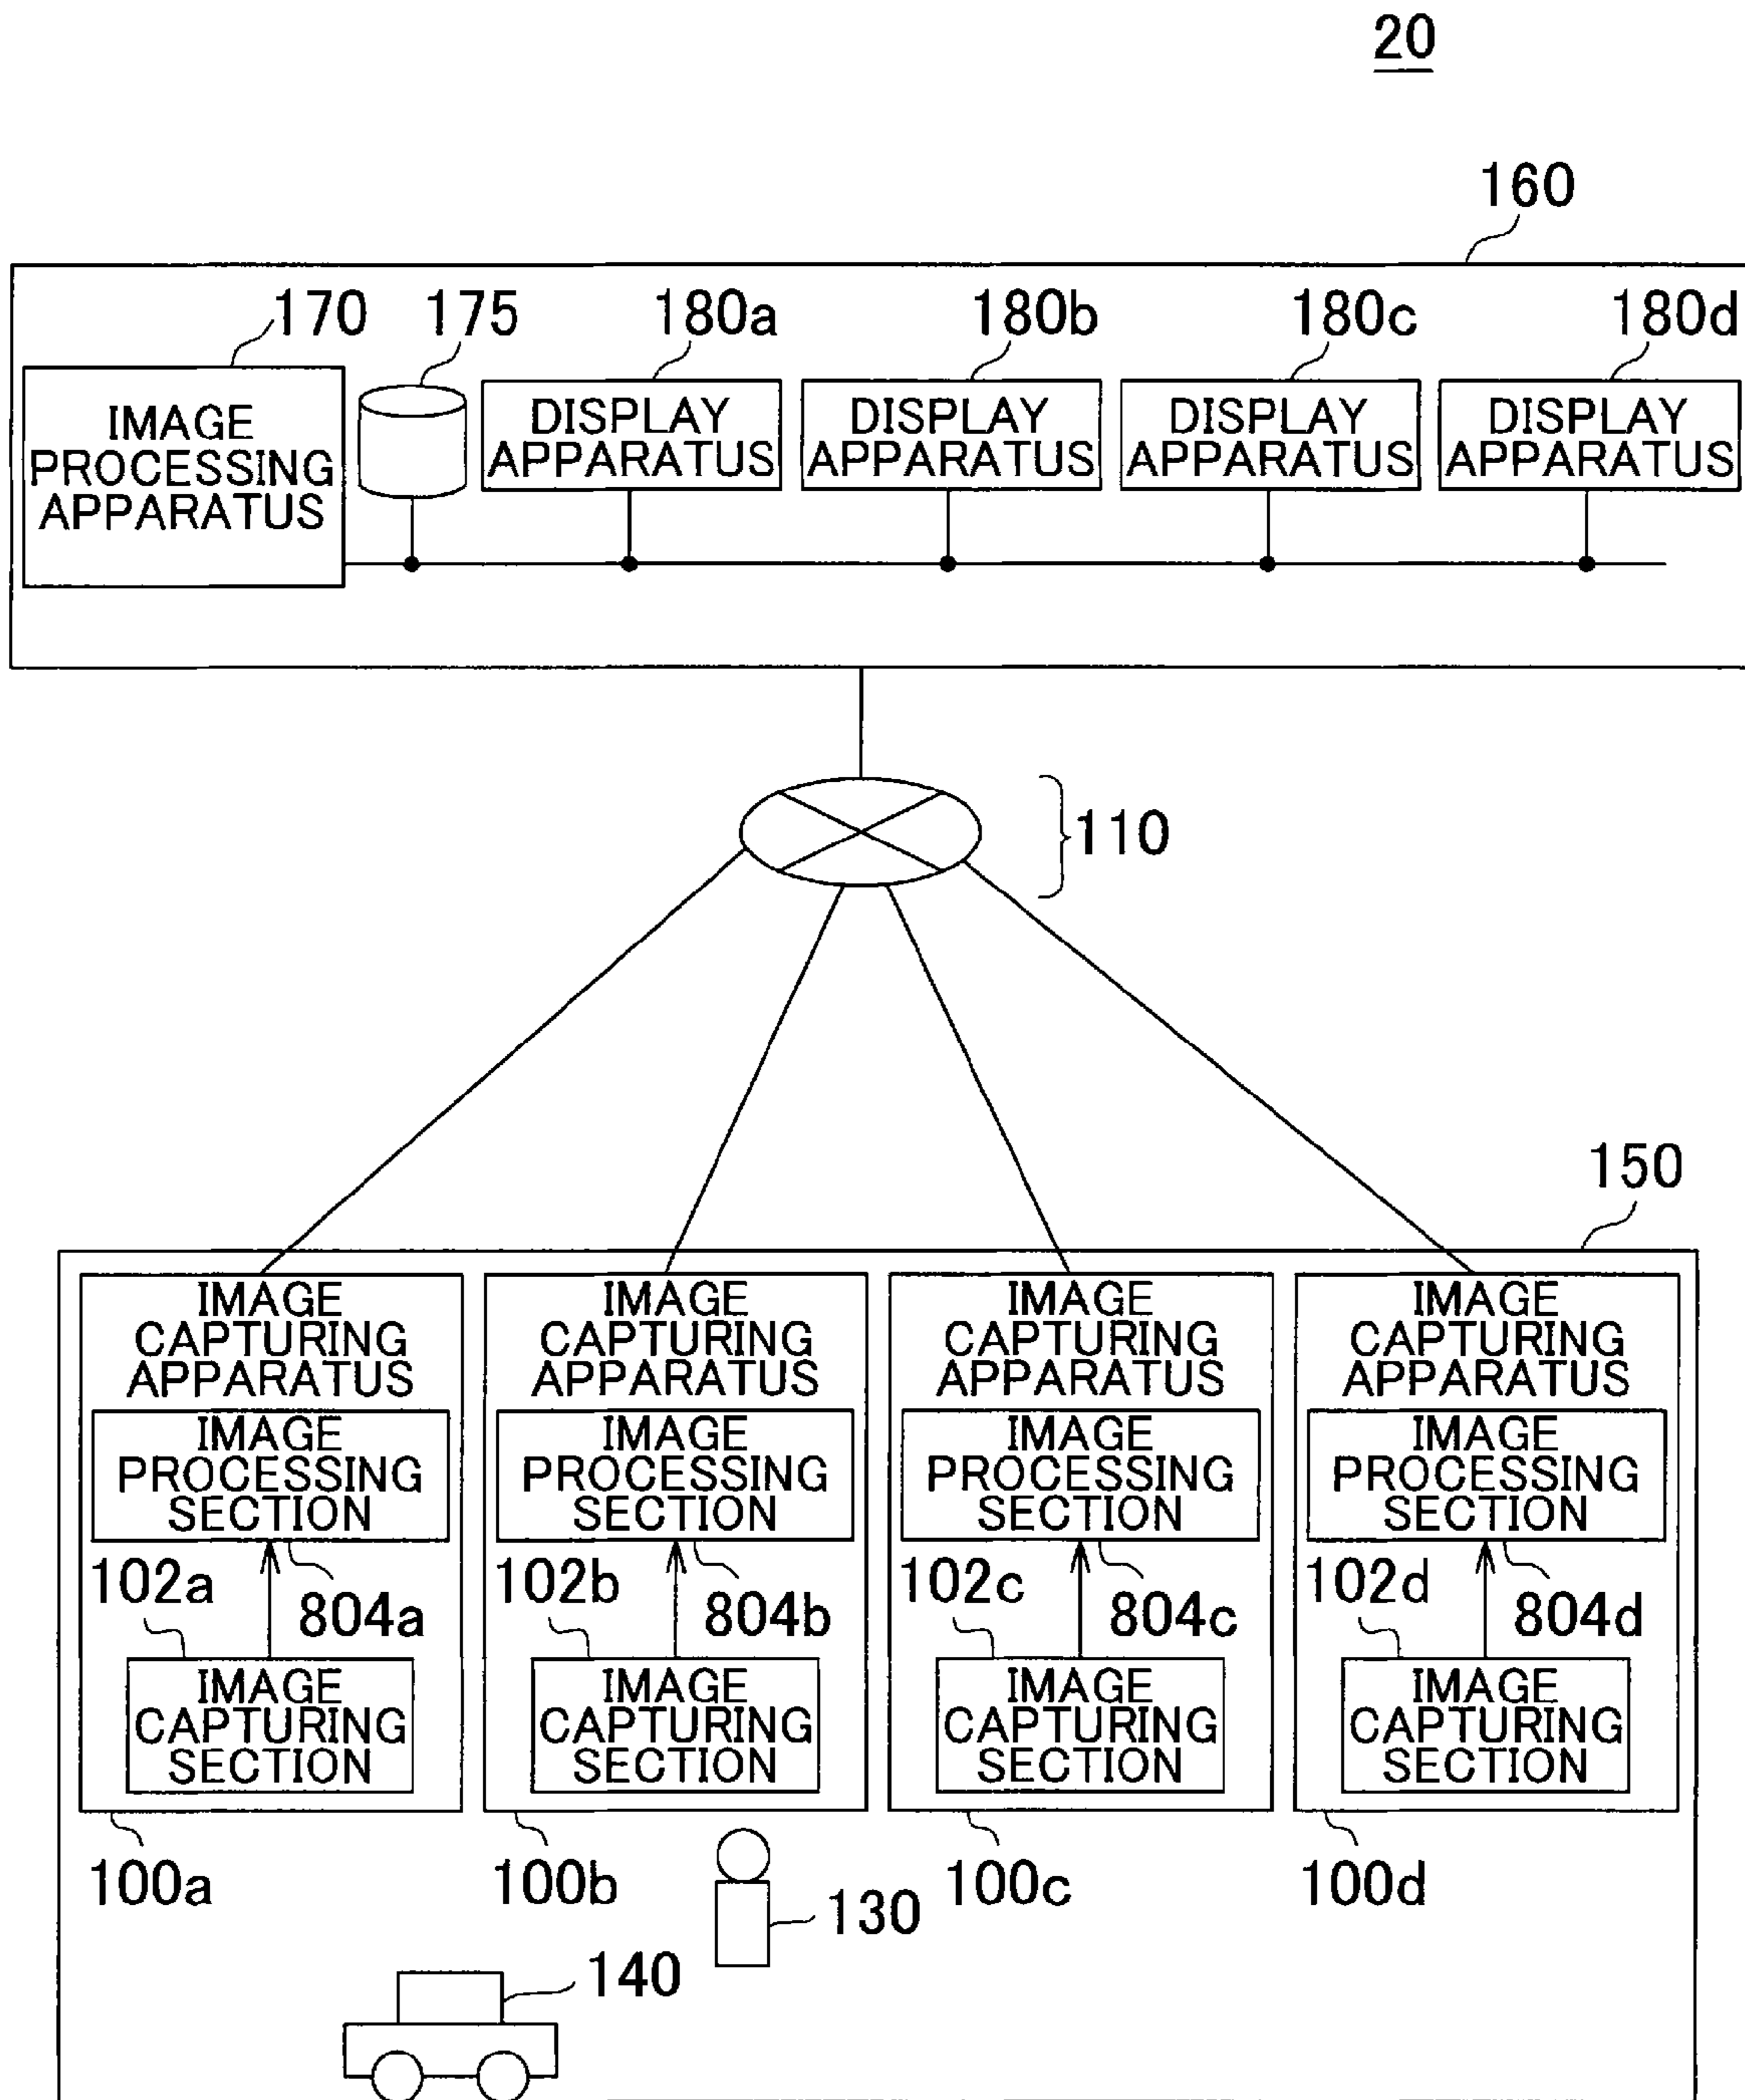 20
160
170
175
180a
180b
180c
180d
IMAGE
PROCESSING
APPARATUS
DISPLAY
APPARATUS
DISPLAY
APPARATUS
DISPLAY
APPARATUS
DISPLAY
APPARATUS
110
150
IMAGE
CAPTURING
APPARATUS
IMAGE
PROCESSING
SECTION
102a
804a
IMAGE
CAPTURING
SECTION
100a
IMAGE
CAPTURING
APPARATUS
IMAGE
PROCESSING
SECTION
102b
804b
IMAGE
CAPTURING
SECTION
100b
IMAGE
CAPTURING
APPARATUS
IMAGE
PROCESSING
SECTION
102c
804c
IMAGE
CAPTURING
SECTION
100c
IMAGE
CAPTURING
APPARATUS
IMAGE
PROCESSING
SECTION
102d
804d
IMAGE
CAPTURING
SECTION
100d
130
140